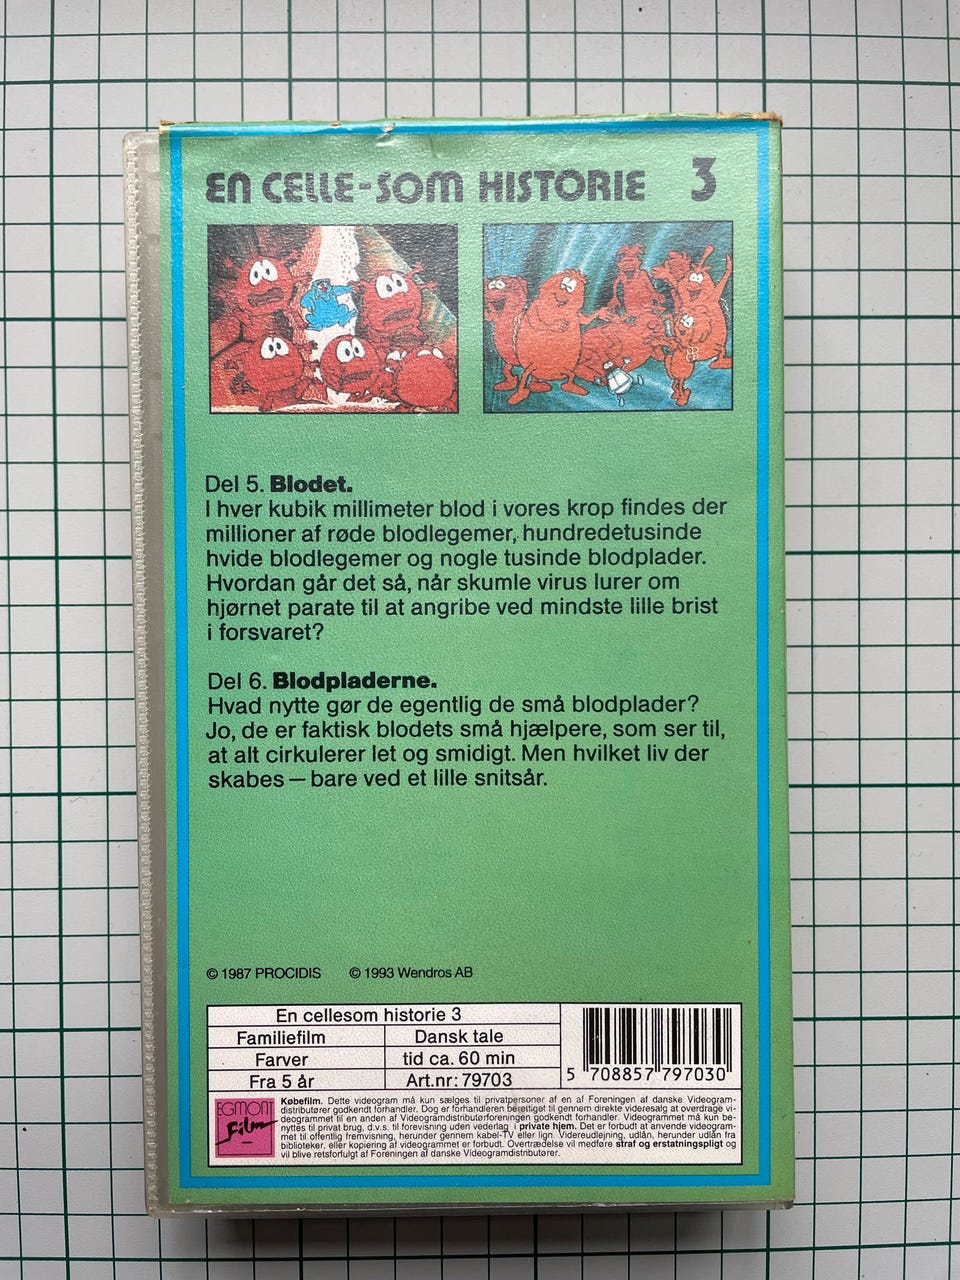 EN CELLE-SOM HISTORIE 3
Del 5. Blodet.
I hver kubik millimeter blod i vores krop findes der
millioner af røde blodlegemer, hundredetusinde
hvide blodlegemer og nogle tusinde blodplader.
Hvordan går det så, når skumle virus lurer om
hjørnet parate til at angribe ved mindste lille brist
i forsvaret?
Del 6. Blodpladerne.
Hvad nytte gør de egentlig de små blodplader?
Jo, de er faktisk blodets små hjælpere, som ser til,
at alt cirkulerer let og smidigt. Men hvilket liv der
skabes – bare ved et lille snitsår.
© 1987 PROCIDIS © 1993 Wendros AB
En cellesom historie 3
Familiefilm Dansk tale
Farver tid ca. 60 min
Fra 5 år Art.nr: 79703
5 708857 797030
EGMONT
Film
Købefilm. Dette videogram må kun sælges til privatpersoner af en af Foreningen af danske Videogram-
distributører godkendt forhandler. Dog er forhandleren berettiget til gennem direkte videresalg at overdrage vi-
deogrammet til en anden af Videogramdistributørforeningen godkendt forhandler. Videogrammet må kun be-
nyttes til privat brug, d.v.s. til forevisning uden vederlag i private hjem. Det er forbudt at anvende videogram-
met til offentlig fremvisning, herunder gennem kabel-TV eller lign. Videreudlejning, udlån, herunder udlån fra
biblioteker, eller kopiering af videogrammet er forbudt. Overtrædelse vil medføre straf og erstatningspligt og
vil blive retsforfulgt af Foreningen af danske Videogramdistributører.